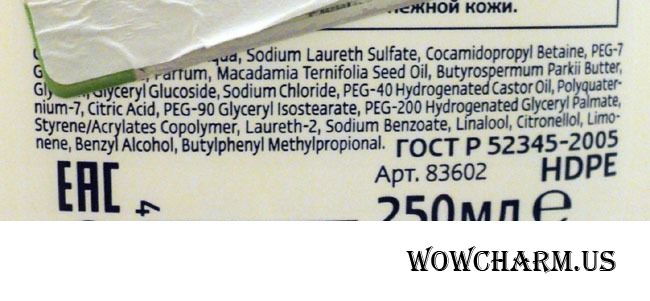 нежной кожи.
Sodium Laureth Sulfate, Cocamidopropyl Betaine, PEG-7
Parfum, Macadamia Ternifolia Seed Oil, Butyrospermum Parkii Butter,
Glyceryl Glucoside, Sodium Chloride, PEG-40 Hydrogenated Castor Oil, Polyquater-
nium-7, Citric Acid, PEG-90 Glyceryl Isostearate, PEG-200 Hydrogenated Glyceryl Palmate,
Styrene/Acrylates Copolymer, Laureth-2, Sodium Benzoate, Linalool, Citronellol, Limo-
nene, Benzyl Alcohol, Butylphenyl Methylpropional. ГОСТ Р 52345-2005
EAC Арт. 83602 HDPE
4
250мл e
WOWCHARM.US